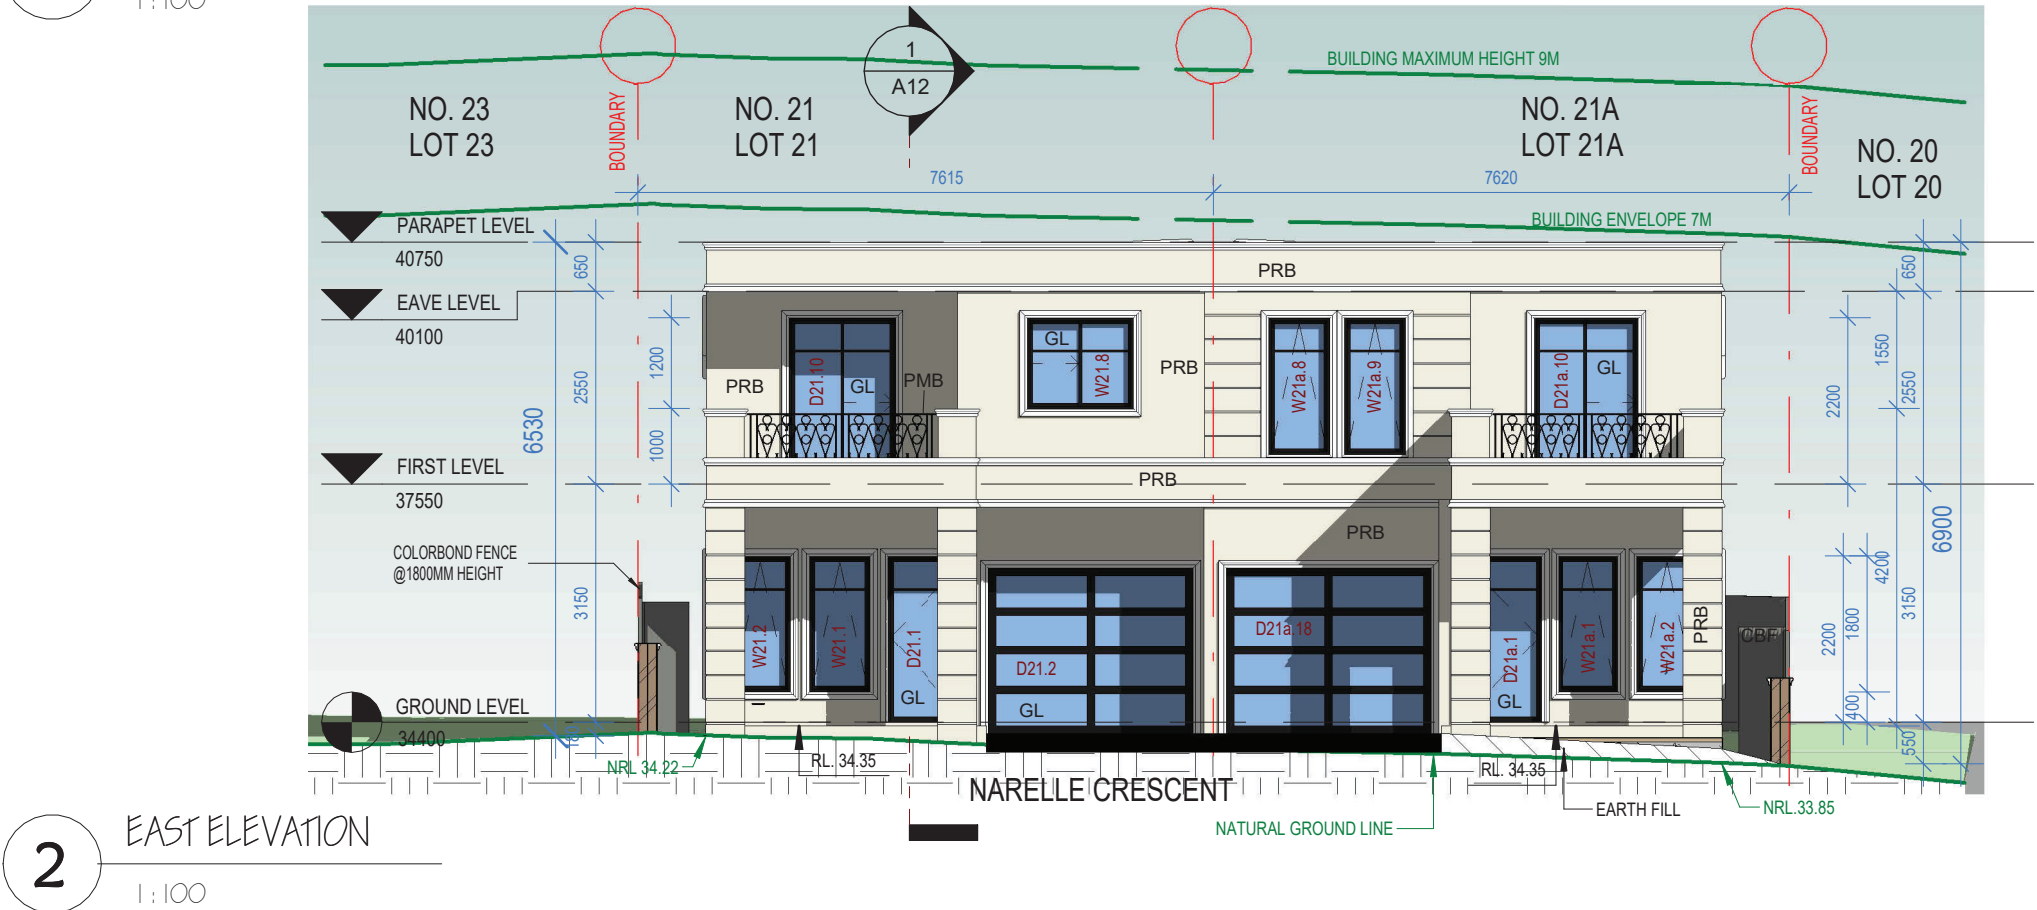 1:100
1
A12
BUILDING MAXIMUM HEIGHT 9M
NO. 23
LOT 23
BOUNDARY
NO. 21
LOT 21
NO. 21A
LOT 21A
BOUNDARY
NO. 20
LOT 20
7615
7620
BUILDING ENVELOPE 7M
PARAPET LEVEL
40750
EAVE LEVEL
40100
FIRST LEVEL
37550
COLORBOND FENCE
@1800MM HEIGHT
GROUND LEVEL
34400
6530
650
2550
3150
1200
1000
PRB
PRB
D21.10
GL
PMB
GL
W21.8
PRB
W21a.8
W21a.9
D21a.10
GL
PRB
PRB
W21.2
W21.1
D21.1
GL
D21.2
GL
D21a.18
D21a.1
GL
W21a.1
W21a.2
PRB
CBF
650
1550
2550
2200
6900
4200
3150
1800
2200
400
550
NRL 34.22
RL. 34.35
NARELLE CRESCENT
RL. 34.35
EARTH FILL
NRL.33.85
NATURAL GROUND LINE
2
EAST ELEVATION
1:100